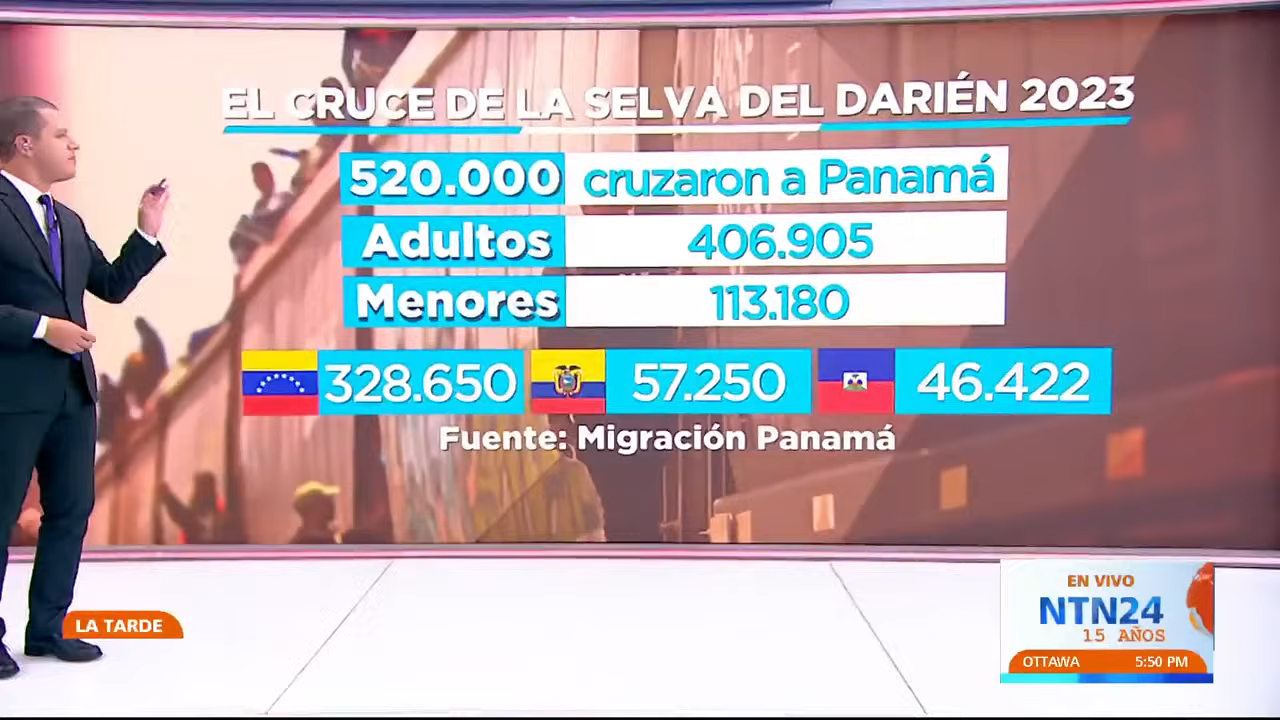 EL CRUCE DE LA SELVA DEL DARIÉN 2023
520.000 cruzaron a Panamá
Adultos 406.905
Menores 113.180
328.650 57.250 46.422
Fuente: Migración Panamá
LA TARDE
EN VIVO
NTN24
15 AÑOS
OTTAWA 5:50 PM